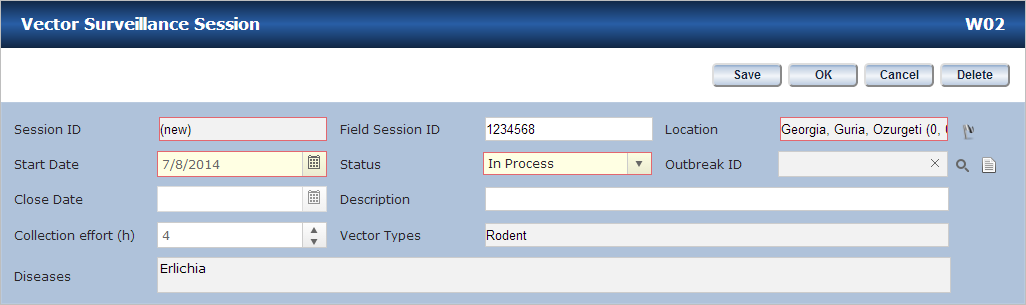 Vector Surveillance Session W02
Save OK Cancel Delete
Session ID (new) Field Session ID 1234568 Location Georgia, Guria, Ozurgeti (0,
Start Date 7/8/2014 Status In Process Outbreak ID
Close Date Description
Collection effort (h) 4 Vector Types Rodent
Diseases Erlichia